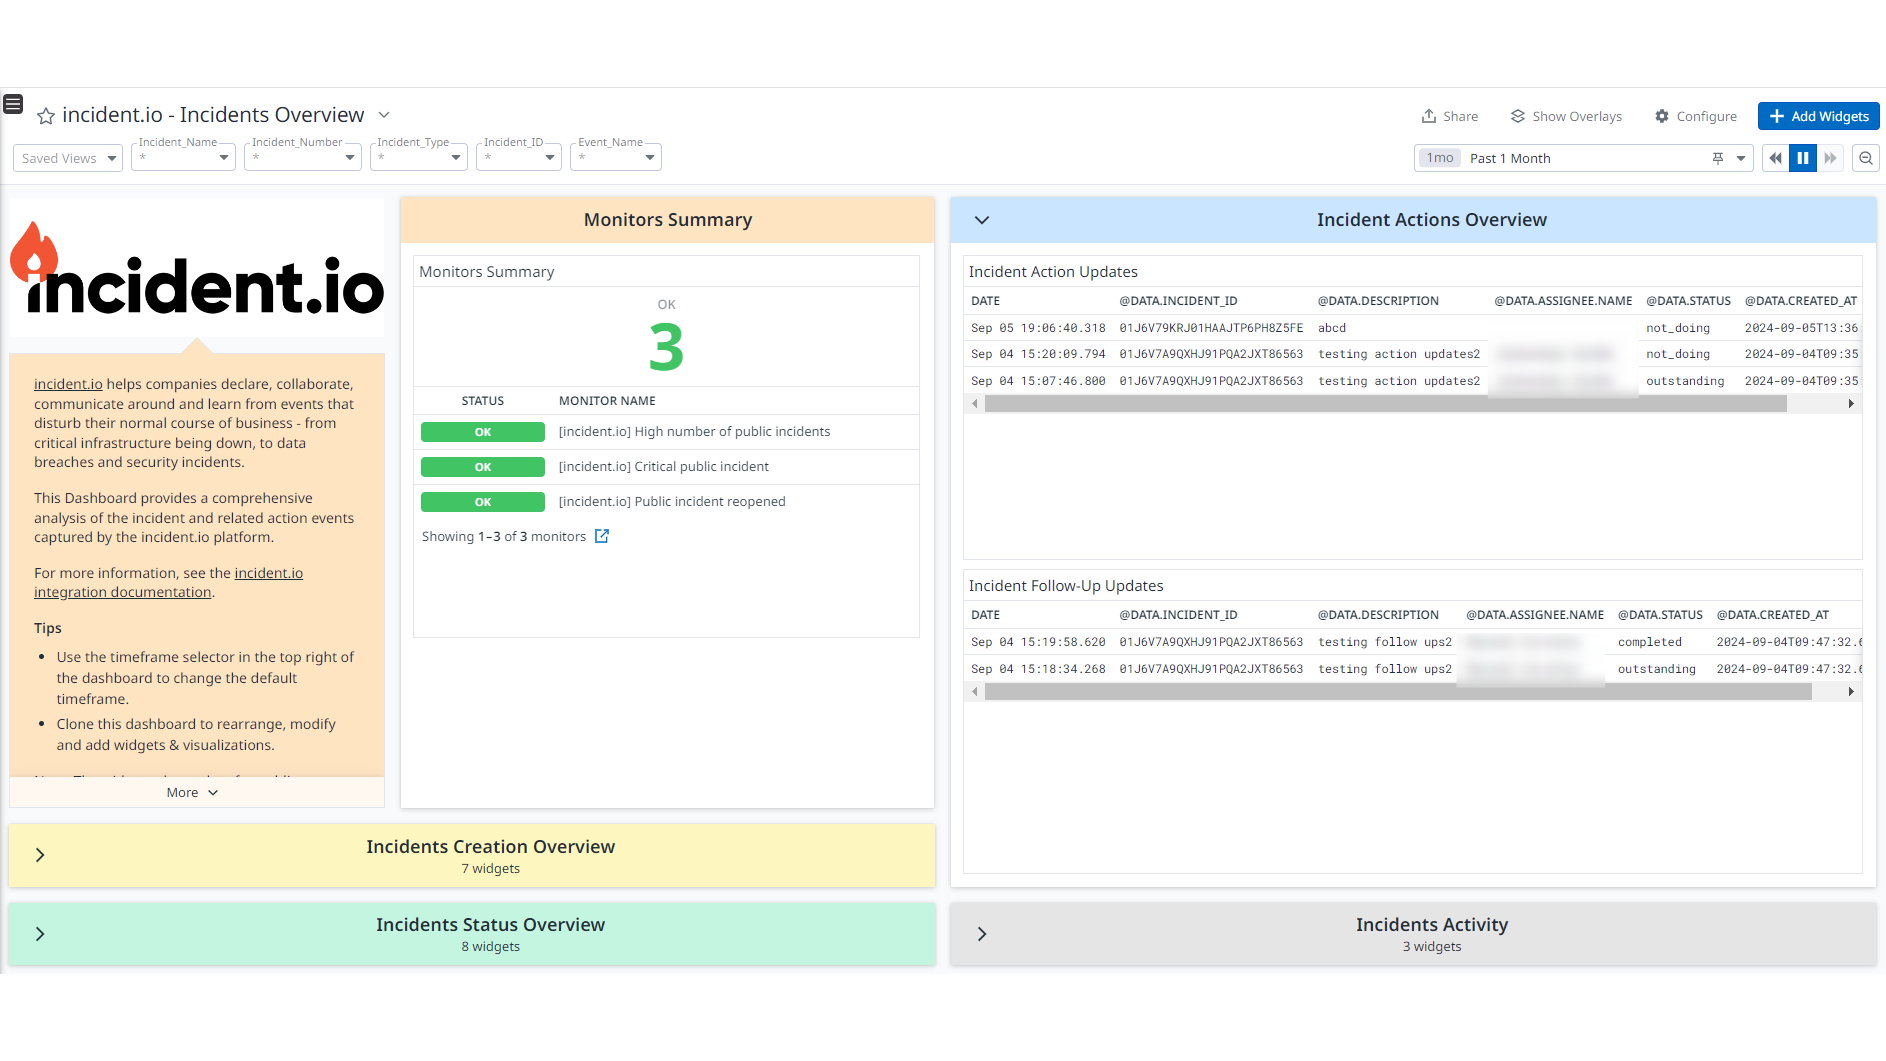 incident.io - Incidents Overview
Share
Show Overlays
Configure
Add Widgets
Saved Views
Incident_Name
*
Incident_Number
*
Incident_Type
*
Incident_ID
*
Event_Name
*
1mo Past 1 Month
incident.io
incident.io helps companies declare, collaborate,
communicate around and learn from events that
disturb their normal course of business - from
critical infrastructure being down, to data
breaches and security incidents.
This Dashboard provides a comprehensive
analysis of the incident and related action events
captured by the incident.io platform.
For more information, see the incident.io
integration documentation.
Tips
• Use the timeframe selector in the top right of
the dashboard to change the default
timeframe.
• Clone this dashboard to rearrange, modify
and add widgets & visualizations.
More
Monitors Summary
Monitors Summary
OK
3
STATUS MONITOR NAME
OK [incident.io] High number of public incidents
OK [incident.io] Critical public incident
OK [incident.io] Public incident reopened
Showing 1–3 of 3 monitors
Incident Actions Overview
Incident Action Updates
DATE @DATA.INCIDENT_ID @DATA.DESCRIPTION @DATA.ASSIGNEE.NAME @DATA.STATUS @DATA.CREATED_AT
Sep 05 19:06:40.318 01J6V79KRJ01HAAJTP6PH8Z5FE abcd not_doing 2024-09-05T13:36
Sep 04 15:20:09.794 01J6V7A9QXHJ91PQA2JXT86563 testing action updates2 not_doing 2024-09-04T09:35
Sep 04 15:07:46.800 01J6V7A9QXHJ91PQA2JXT86563 testing action updates2 outstanding 2024-09-04T09:35
Incident Follow-Up Updates
DATE @DATA.INCIDENT_ID @DATA.DESCRIPTION @DATA.ASSIGNEE.NAME @DATA.STATUS @DATA.CREATED_AT
Sep 04 15:19:58.620 01J6V7A9QXHJ91PQA2JXT86563 testing follow ups2 completed 2024-09-04T09:47:32.6
Sep 04 15:18:34.268 01J6V7A9QXHJ91PQA2JXT86563 testing follow ups2 outstanding 2024-09-04T09:47:32.6
Incidents Creation Overview
7 widgets
Incidents Status Overview
8 widgets
Incidents Activity
3 widgets